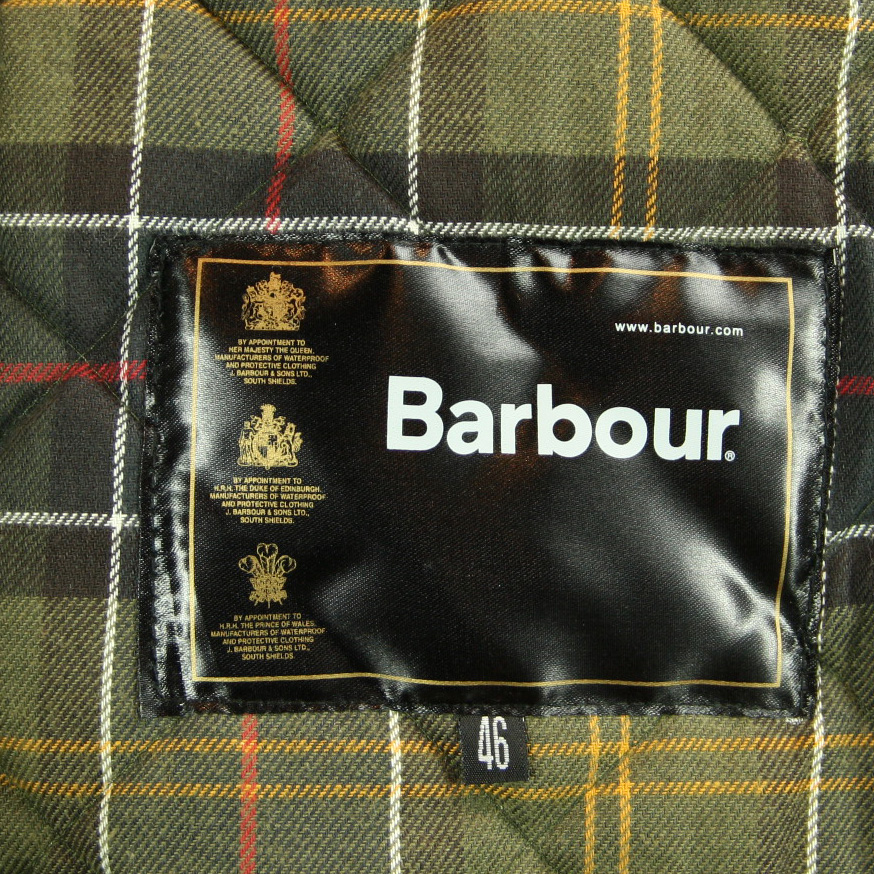 www.barbour.com
Barbour®
BY APPOINTMENT TO
HER MAJESTY THE QUEEN,
MANUFACTURERS OF WATERPROOF
AND PROTECTIVE CLOTHING
J. BARBOUR & SONS LTD.,
SOUTH SHIELDS.
BY APPOINTMENT TO
H.R.H. THE DUKE OF EDINBURGH,
MANUFACTURERS OF WATERPROOF
AND PROTECTIVE CLOTHING
J. BARBOUR & SONS LTD.,
SOUTH SHIELDS.
BY APPOINTMENT TO
H.R.H. THE PRINCE OF WALES,
MANUFACTURERS OF WATERPROOF
AND PROTECTIVE CLOTHING
J. BARBOUR & SONS LTD.,
SOUTH SHIELDS.
46